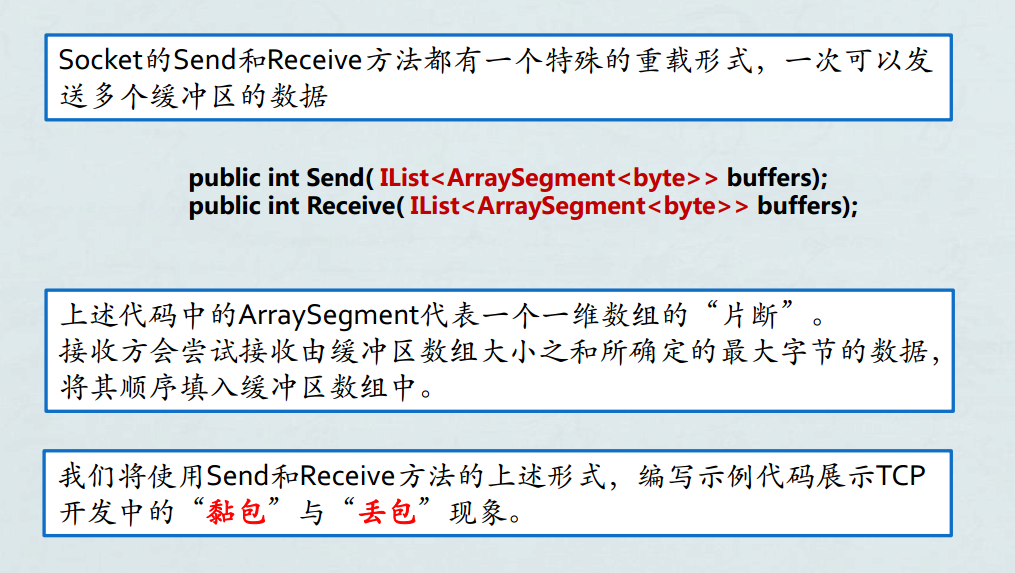 Socket的Send和Receive方法都有一个特殊的重载形式，一次可以发
送多个缓冲区的数据
public int Send( IList<ArraySegment<byte>> buffers);
public int Receive( IList<ArraySegment<byte>> buffers);
上述代码中的ArraySegment代表一个一维数组的“片断”。
接收方会尝试接收由缓冲区数组大小之和所确定的最大字节的数据，
将其顺序填入缓冲区数组中。
我们将使用Send和Receive方法的上述形式，编写示例代码展示TCP
开发中的“黏包”与“丢包”现象。